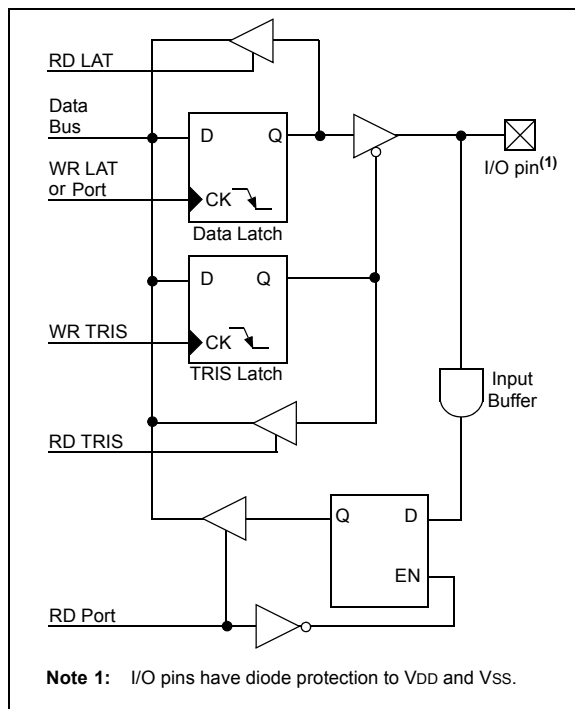 RD LAT
Data
Bus
D Q
WR LAT
or Port
CK
Data Latch
I/O pin(1)
D Q
WR TRIS
CK
TRIS Latch
Input
Buffer
RD TRIS
Q D
EN
RD Port
Note 1: I/O pins have diode protection to VDD and VSS.